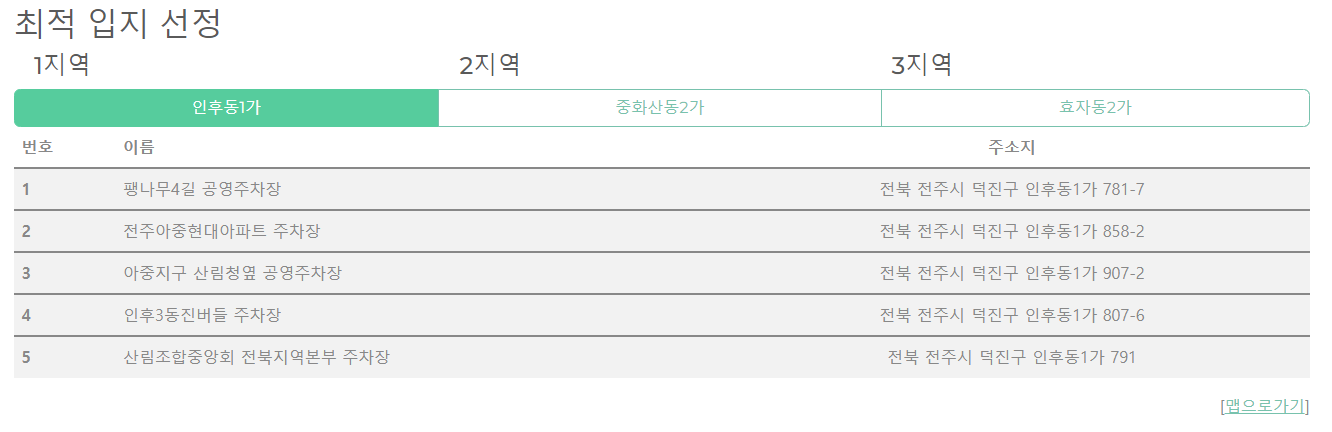 최적 입지 선정
1지역 2지역 3지역
인후동1가 중화산동2가 효자동2가
번호 이름 주소지
1 팽나무4길 공영주차장 전북 전주시 덕진구 인후동1가 781-7
2 전주아중현대아파트 주차장 전북 전주시 덕진구 인후동1가 858-2
3 아중지구 산림청옆 공영주차장 전북 전주시 덕진구 인후동1가 907-2
4 인후3동진버들 주차장 전북 전주시 덕진구 인후동1가 807-6
5 산림조합중앙회 전북지역본부 주차장 전북 전주시 덕진구 인후동1가 791
[맵으로가기]